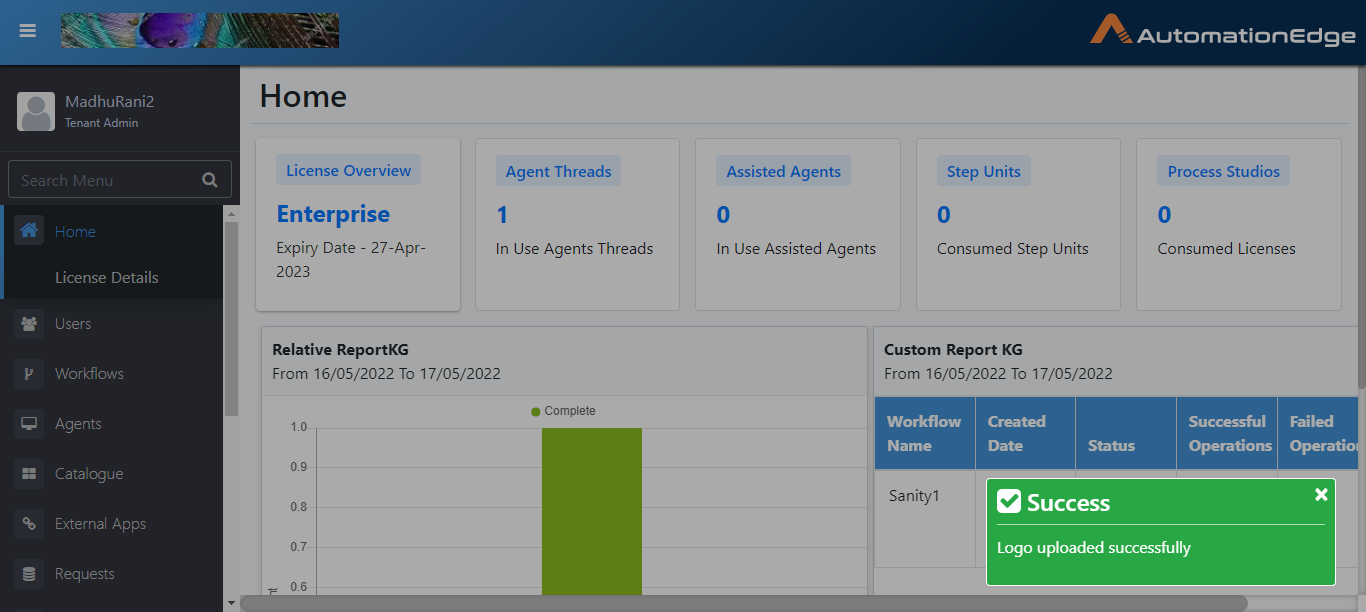 AutomationEdge
MadhuRani2
Tenant Admin
Search Menu
Home
License Details
Users
Workflows
Agents
Catalogue
External Apps
Requests
Home
License Overview
Enterprise
Expiry Date - 27-Apr-
2023
Agent Threads
1
In Use Agents Threads
Assisted Agents
0
In Use Assisted Agents
Step Units
0
Consumed Step Units
Process Studios
0
Consumed Licenses
Relative ReportKG
From 16/05/2022 To 17/05/2022
Complete
1.0
0.9
0.8
0.7
0.6
Custom Report KG
From 16/05/2022 To 17/05/2022
Workflow
Name
Created
Date
Status
Successful
Operations
Failed
Sanity1
Success
Logo uploaded successfully